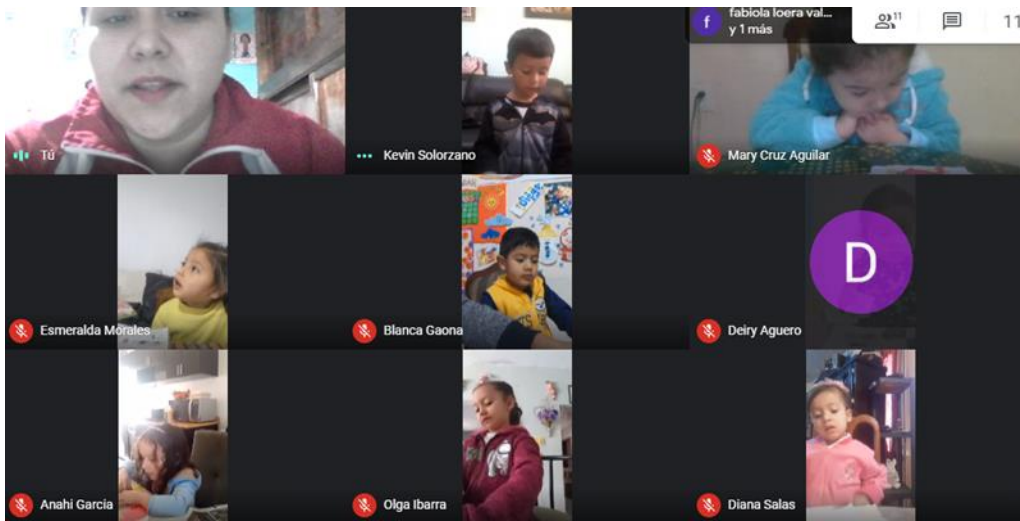 fabiola loera val...
y 1 más
f
11
11
Tú
Kevin Solorzano
Mary Cruz Aguilar
Esmeralda Morales
Blanca Gaona
D
Deiry Aguero
Anahi Garcia
Olga Ibarra
Diana Salas